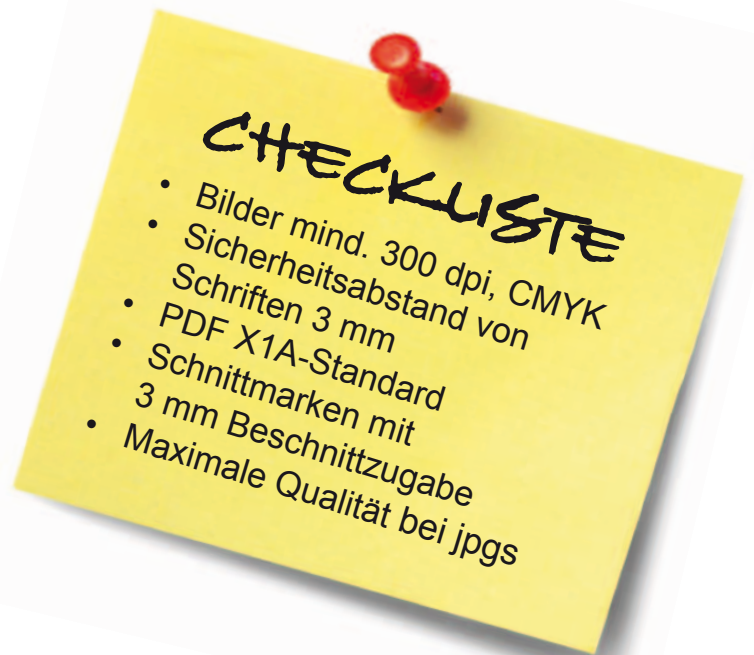 CHECKLISTE
• Bilder mind. 300 dpi, CMYK
• Sicherheitsabstand von
Schriften 3 mm
• PDF X1A-Standard
• Schnittmarken mit
3 mm Beschnittzugabe
• Maximale Qualität bei jpgs